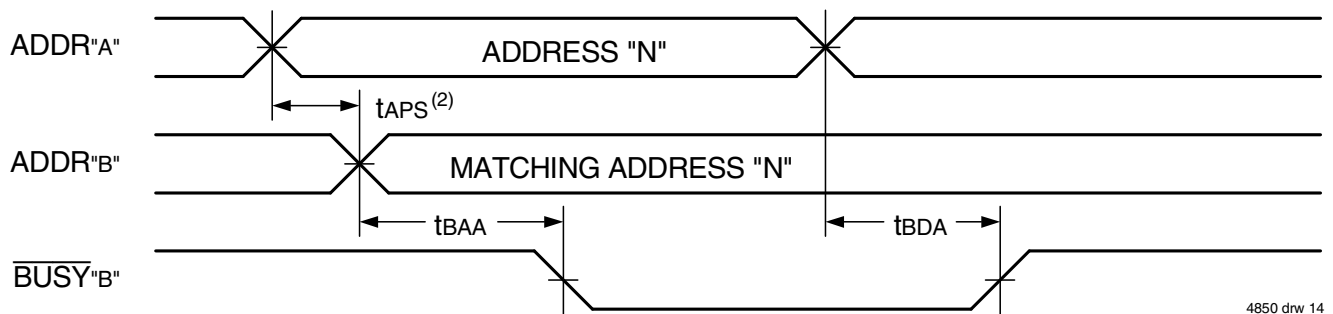 ADDR"A"
ADDRESS "N"
tAPS(2)
ADDR"B"
MATCHING ADDRESS "N"
tBAA
tBDA
BUSY"B"
4850 drw 14